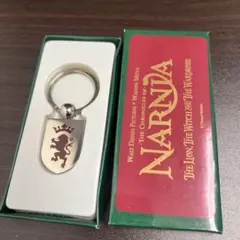 WALT DISNEY PICTURES • WALDEN MEDIA
THE CHRONICLES OF
NARNIA
THE LION, THE WITCH AND THE WARDROBE